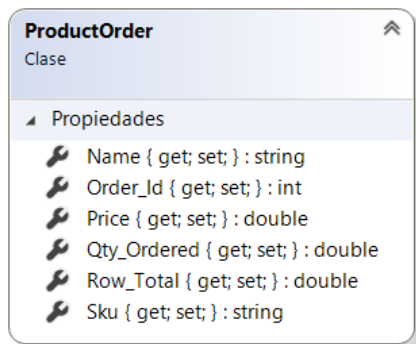 ProductOrder
Clase
Propiedades
Name { get; set; } : string
Order_Id { get; set; } : int
Price { get; set; } : double
Qty_Ordered { get; set; } : double
Row_Total { get; set; } : double
Sku { get; set; } : string